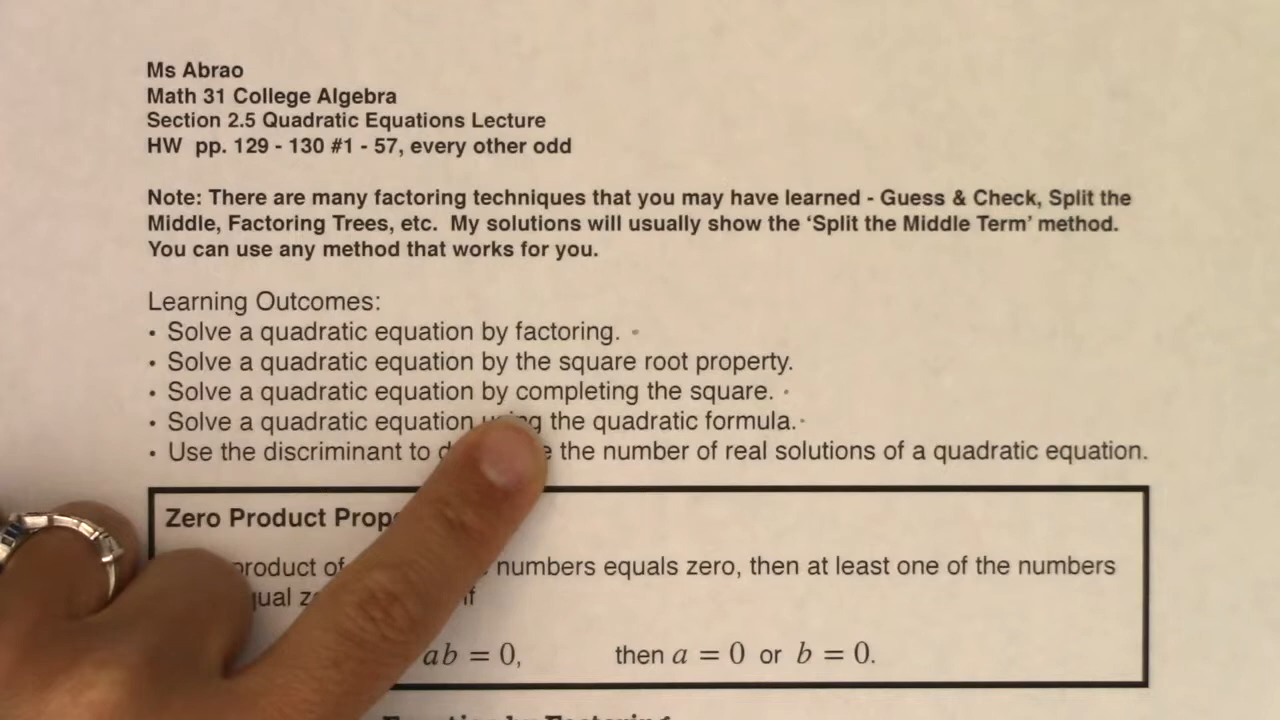 Ms Abrao
Math 31 College Algebra
Section 2.5 Quadratic Equations Lecture
HW pp. 129 - 130 #1 - 57, every other odd
Note: There are many factoring techniques that you may have learned - Guess & Check, Split the
Middle, Factoring Trees, etc. My solutions will usually show the ‘Split the Middle Term’ method.
You can use any method that works for you.
Learning Outcomes:
• Solve a quadratic equation by factoring.
• Solve a quadratic equation by the square root property.
• Solve a quadratic equation by completing the square.
• Solve a quadratic equation using the quadratic formula.
• Use the discriminant to the number of real solutions of a quadratic equation.
Zero Product
product of numbers equals zero, then at least one of the numbers
if
ab = 0, then a = 0 or b = 0.
Equation by Factoring